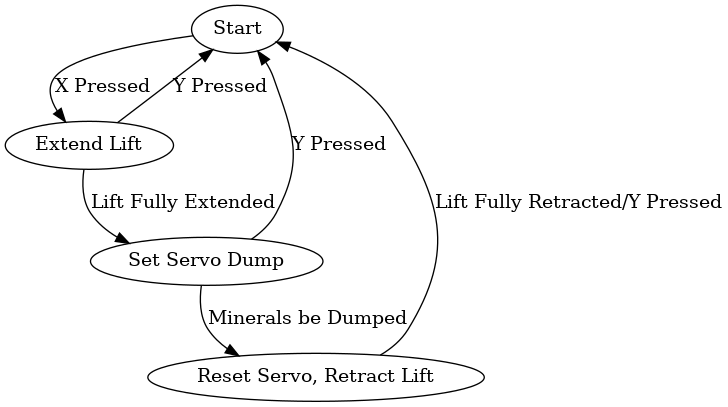 Start
X Pressed
Y Pressed
Extend Lift
Y Pressed
Lift Fully Extended
Lift Fully Retracted/Y Pressed
Set Servo Dump
Minerals be Dumped
Reset Servo, Retract Lift